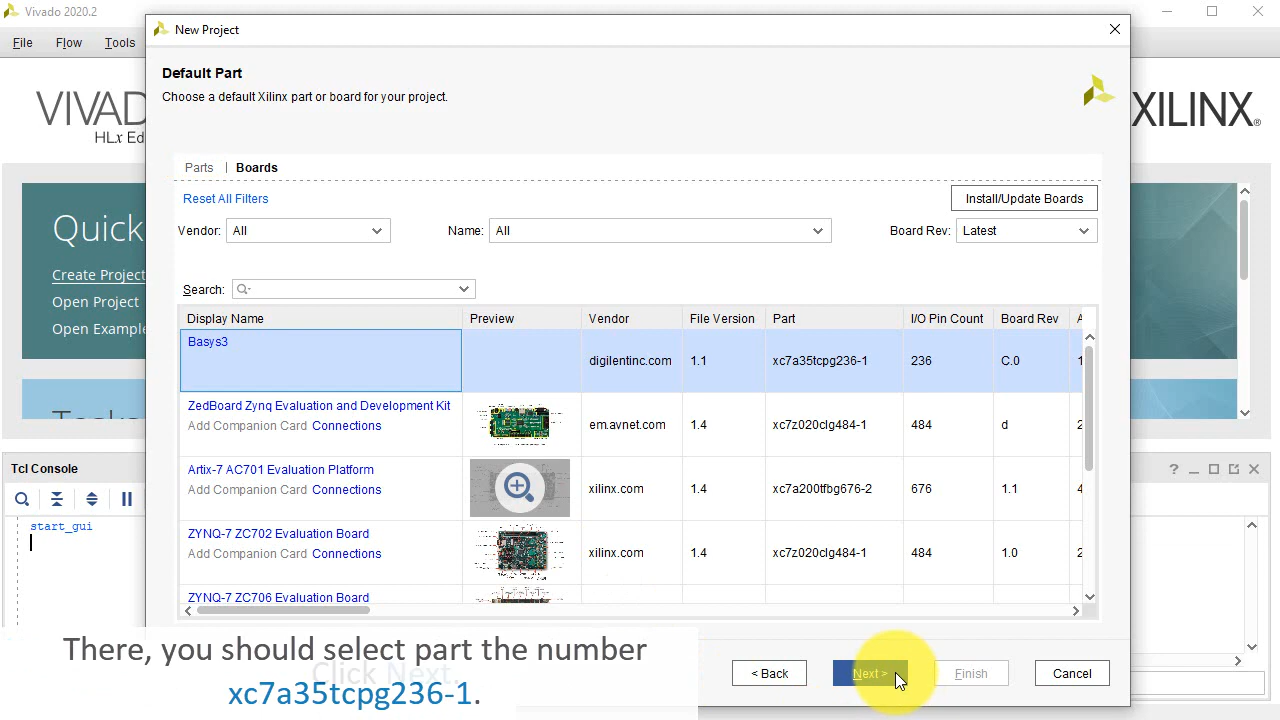 Vivado 2020.2
New Project
File Flow Tools
Default Part
Choose a default Xilinx part or board for your project.
VIVAD
HLx Ed
XILINX®
Parts | Boards
Reset All Filters
Install/Update Boards
Vendor: All
Name: All
Board Rev: Latest
Quick
Create Project
Open Project
Open Example
Search:
Display Name Preview Vendor File Version Part I/O Pin Count Board Rev A
Basys3 digilentinc.com 1.1 xc7a35tcpg236-1 236 C.0 1
ZedBoard Zynq Evaluation and Development Kit
Add Companion Card Connections em.avnet.com 1.4 xc7z020clg484-1 484 d 2
Artix-7 AC701 Evaluation Platform
Add Companion Card Connections xilinx.com 1.4 xc7a200tfbg676-2 676 1.1 4
ZYNQ-7 ZC702 Evaluation Board
Add Companion Card Connections xilinx.com 1.4 xc7z020clg484-1 484 1.0 2
ZYNQ-7 ZC706 Evaluation Board
Tasks
Tcl Console
start_gui
< Back Next > Finish Cancel
There, you should select part the number
Click Next.
xc7a35tcpg236-1.